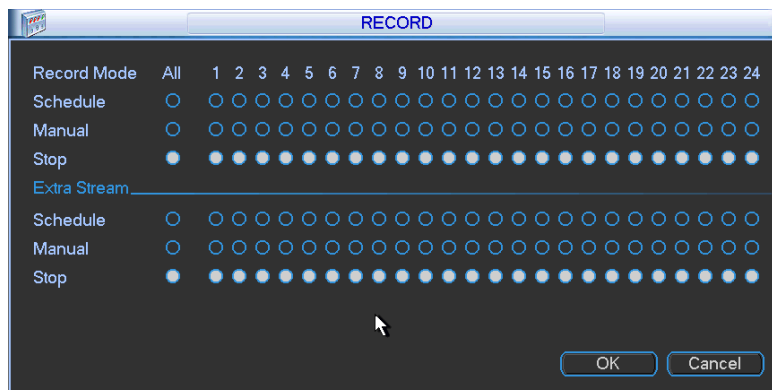 RECORD
Record Mode All 1 2 3 4 5 6 7 8 9 10 11 12 13 14 15 16 17 18 19 20 21 22 23 24
Schedule
Manual
Stop
Extra Stream
Schedule
Manual
Stop
OK Cancel